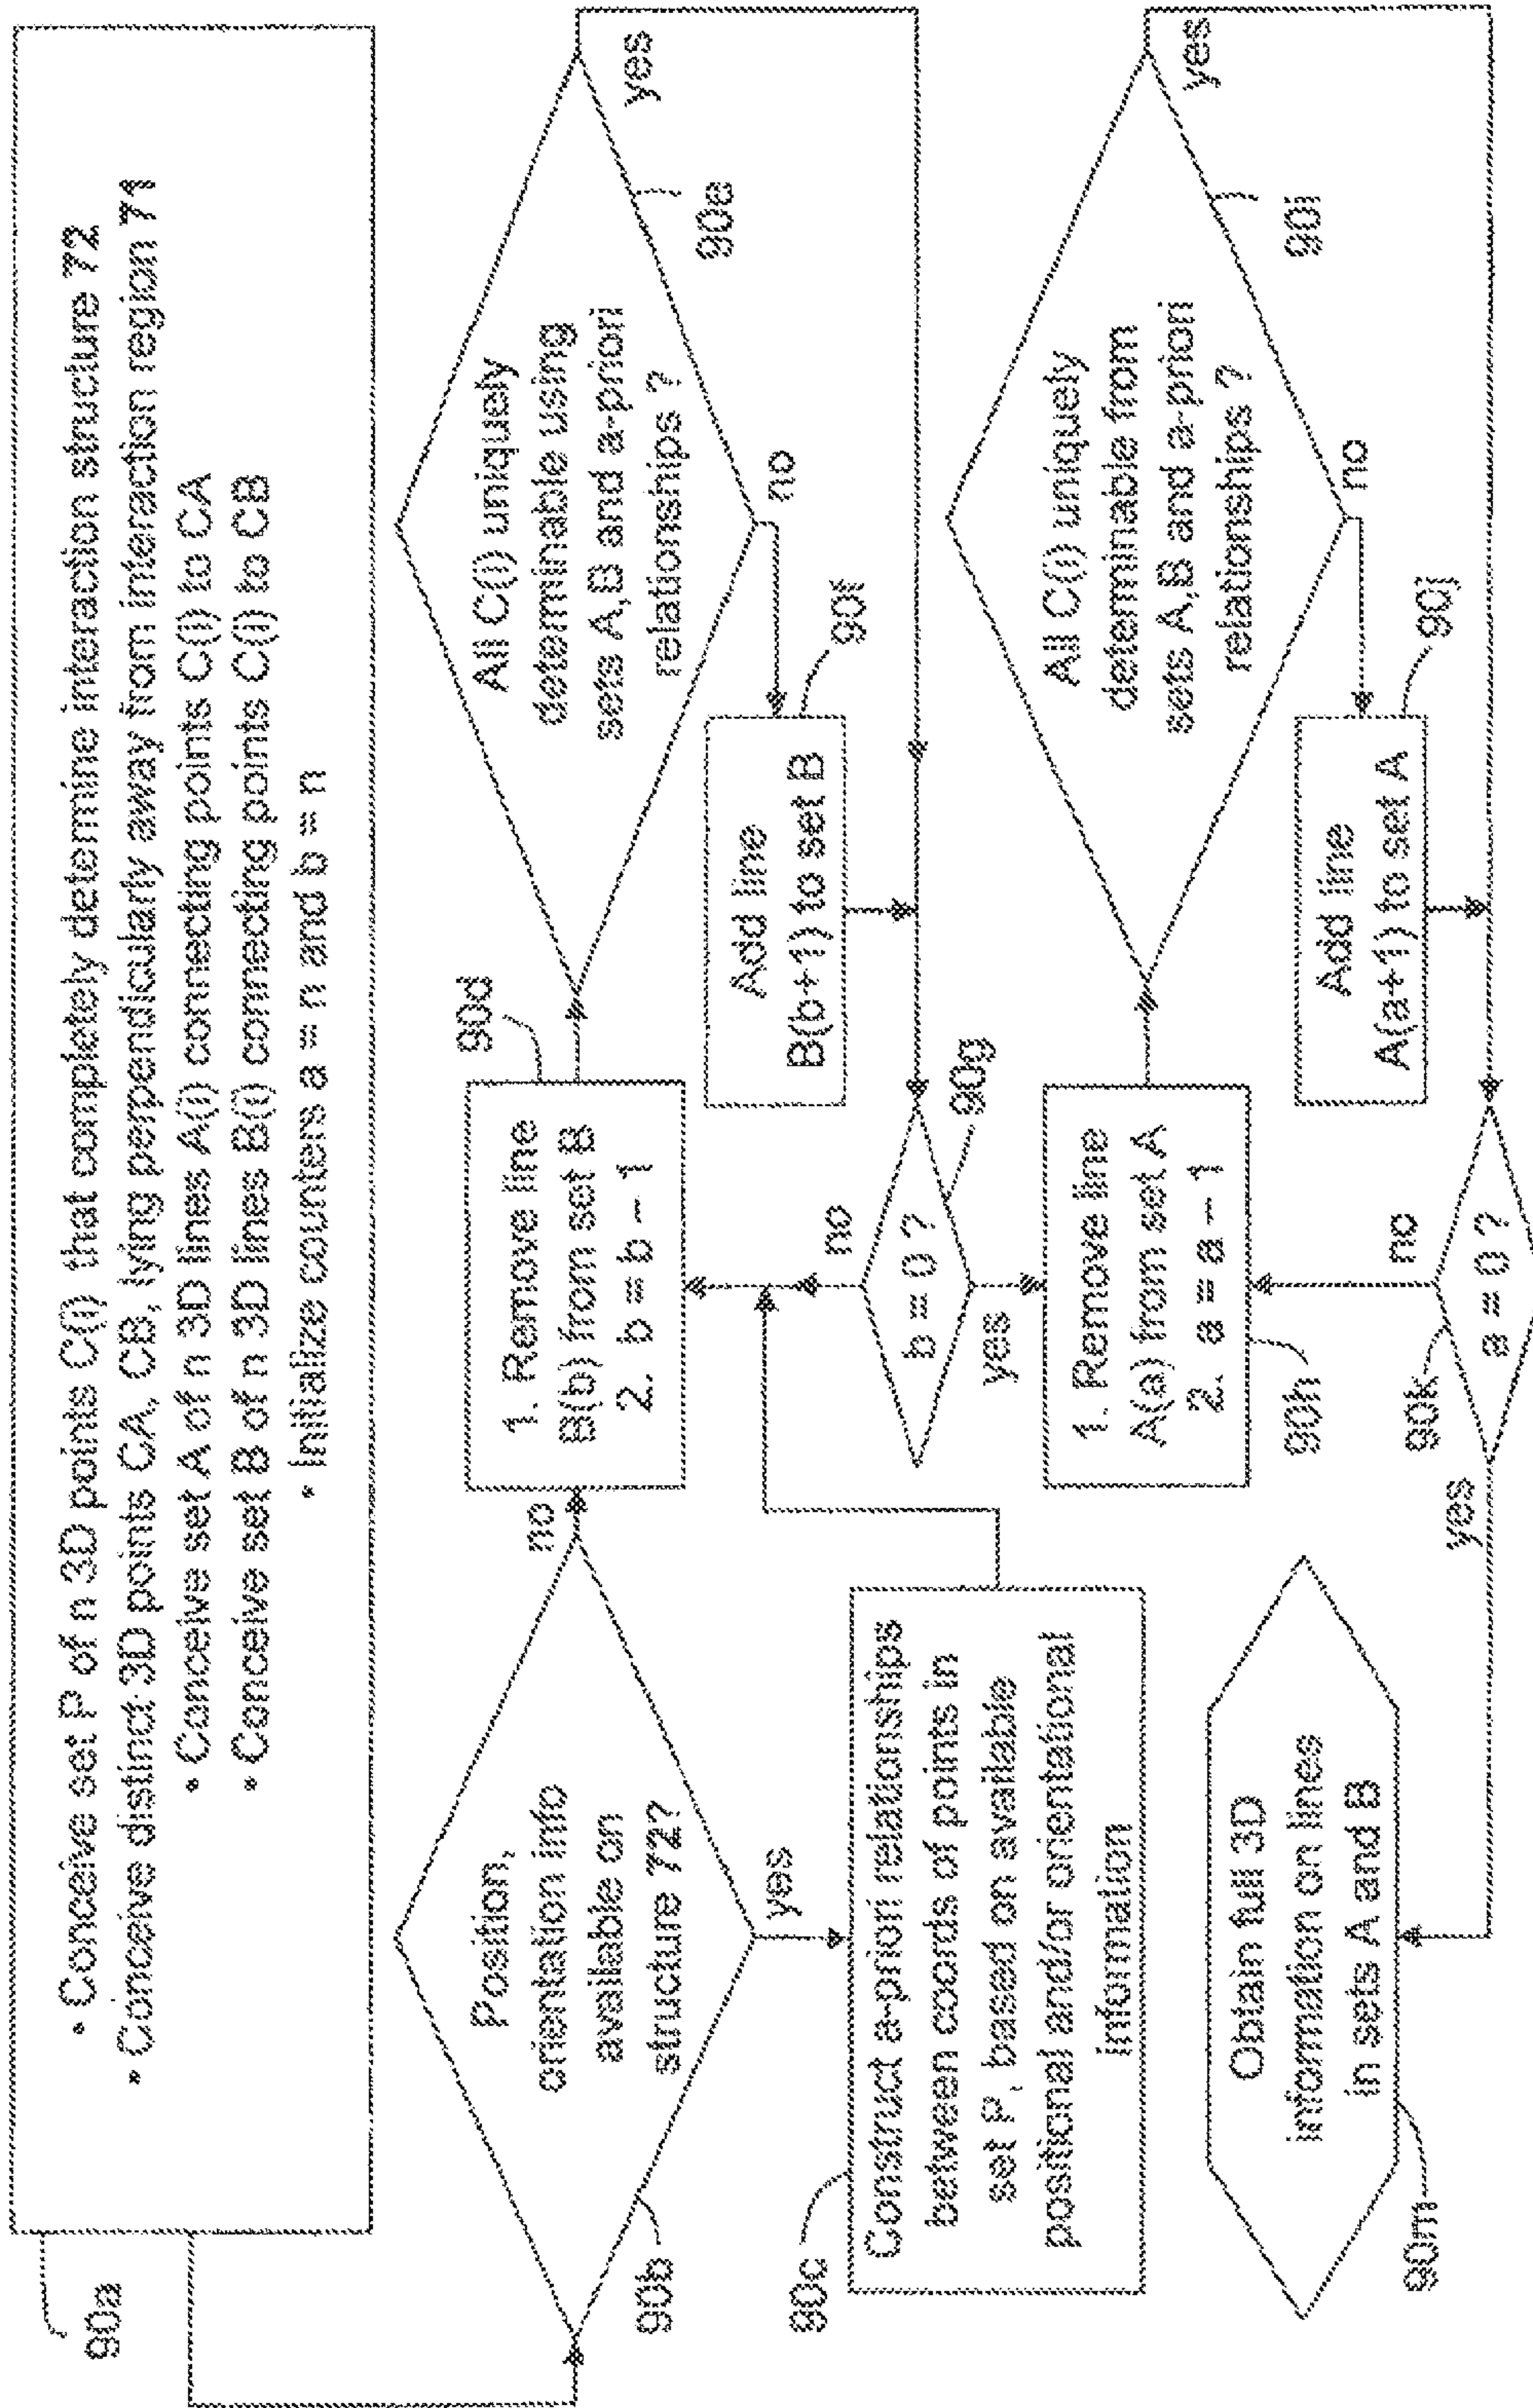 90a
• Conceive set P of n 3D points C(i) that completely determine interaction structure 72
• Conceive distinct 3D points CA, CB, lying perpendicularly away from interaction region 71
• Conceive set A of n 3D lines A(i) connecting points C(i) to CA
• Conceive set B of n 3D lines B(i) connecting points C(i) to CB
• Initialize counters a = n and b = n
90b
Position,
orientation info
available on
structure 72?
no
yes
90c
Construct a-priori relationships
between coords of points in
set P, based on available
positional and/or orientational
information
90d
1. Remove line
B(b) from set B
2. b = b – 1
All C(i) uniquely
determinable using
sets A,B and a-priori
relationships ?
90e
yes
no
90f
Add line
B(b+1) to set B
90g
b = 0 ?
no
yes
90h
1. Remove line
A(a) from set A
2. a = a – 1
All C(i) uniquely
determinable from
sets A,B and a-priori
relationships ?
90i
yes
no
90j
Add line
A(a+1) to set A
90k
a = 0 ?
no
yes
90m
Obtain full 3D
information on lines
in sets A and B